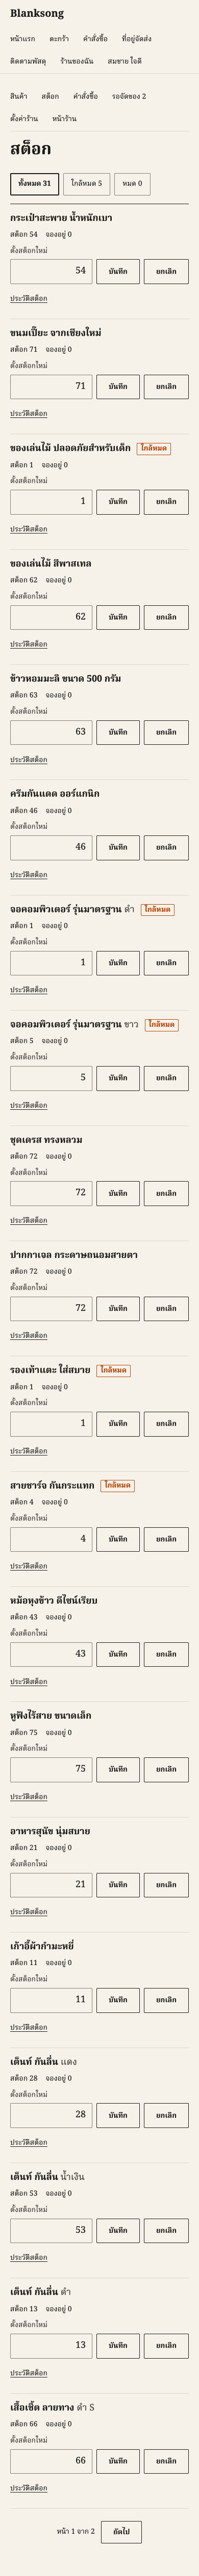 Blanksong
หน้าแรก ตะกร้า คำสั่งซื้อ ที่อยู่จัดส่ง
ติดตามพัสดุ ร้านของฉัน สมชาย ใจดี
สินค้า สต็อก คำสั่งซื้อ รอจัดของ 2
ตั้งค่าร้าน หน้าร้าน
สต็อก
ทั้งหมด 31 ใกล้หมด 5 หมด 0
กระเป๋าสะพาย น้ำหนักเบา
สต็อก 54 จองอยู่ 0
ตั้งสต็อกใหม่
54 บันทึก ยกเลิก
ประวัติสต็อก
ขนมเปี๊ยะ จากเชียงใหม่
สต็อก 71 จองอยู่ 0
ตั้งสต็อกใหม่
71 บันทึก ยกเลิก
ประวัติสต็อก
ของเล่นไม้ ปลอดภัยสำหรับเด็ก ใกล้หมด
สต็อก 1 จองอยู่ 0
ตั้งสต็อกใหม่
1 บันทึก ยกเลิก
ประวัติสต็อก
ของเล่นไม้ สีพาสเทล
สต็อก 62 จองอยู่ 0
ตั้งสต็อกใหม่
62 บันทึก ยกเลิก
ประวัติสต็อก
ข้าวหอมมะลิ ขนาด 500 กรัม
สต็อก 63 จองอยู่ 0
ตั้งสต็อกใหม่
63 บันทึก ยกเลิก
ประวัติสต็อก
ครีมกันแดด ออร์แกนิก
สต็อก 46 จองอยู่ 0
ตั้งสต็อกใหม่
46 บันทึก ยกเลิก
ประวัติสต็อก
จอคอมพิวเตอร์ รุ่นมาตรฐาน ดำ ใกล้หมด
สต็อก 1 จองอยู่ 0
ตั้งสต็อกใหม่
1 บันทึก ยกเลิก
ประวัติสต็อก
จอคอมพิวเตอร์ รุ่นมาตรฐาน ขาว ใกล้หมด
สต็อก 5 จองอยู่ 0
ตั้งสต็อกใหม่
5 บันทึก ยกเลิก
ประวัติสต็อก
ชุดเดรส ทรงหลวม
สต็อก 72 จองอยู่ 0
ตั้งสต็อกใหม่
72 บันทึก ยกเลิก
ประวัติสต็อก
ปากกาเจล กระดาษถนอมสายตา
สต็อก 72 จองอยู่ 0
ตั้งสต็อกใหม่
72 บันทึก ยกเลิก
ประวัติสต็อก
รองเท้าแตะ ใส่สบาย ใกล้หมด
สต็อก 1 จองอยู่ 0
ตั้งสต็อกใหม่
1 บันทึก ยกเลิก
ประวัติสต็อก
สายชาร์จ กันกระแทก ใกล้หมด
สต็อก 4 จองอยู่ 0
ตั้งสต็อกใหม่
4 บันทึก ยกเลิก
ประวัติสต็อก
หม้อหุงข้าว ดีไซน์เรียบ
สต็อก 43 จองอยู่ 0
ตั้งสต็อกใหม่
43 บันทึก ยกเลิก
ประวัติสต็อก
หูฟังไร้สาย ขนาดเล็ก
สต็อก 75 จองอยู่ 0
ตั้งสต็อกใหม่
75 บันทึก ยกเลิก
ประวัติสต็อก
อาหารสุนัข นุ่มสบาย
สต็อก 21 จองอยู่ 0
ตั้งสต็อกใหม่
21 บันทึก ยกเลิก
ประวัติสต็อก
เก้าอี้ผ้ากำมะหยี่
สต็อก 11 จองอยู่ 0
ตั้งสต็อกใหม่
11 บันทึก ยกเลิก
ประวัติสต็อก
เต็นท์ กันลื่น แดง
สต็อก 28 จองอยู่ 0
ตั้งสต็อกใหม่
28 บันทึก ยกเลิก
ประวัติสต็อก
เต็นท์ กันลื่น น้ำเงิน
สต็อก 53 จองอยู่ 0
ตั้งสต็อกใหม่
53 บันทึก ยกเลิก
ประวัติสต็อก
เต็นท์ กันลื่น ดำ
สต็อก 13 จองอยู่ 0
ตั้งสต็อกใหม่
13 บันทึก ยกเลิก
ประวัติสต็อก
เสื้อเชิ้ต ลายทาง ดำ S
สต็อก 66 จองอยู่ 0
ตั้งสต็อกใหม่
66 บันทึก ยกเลิก
ประวัติสต็อก
หน้า 1 จาก 2 ถัดไป